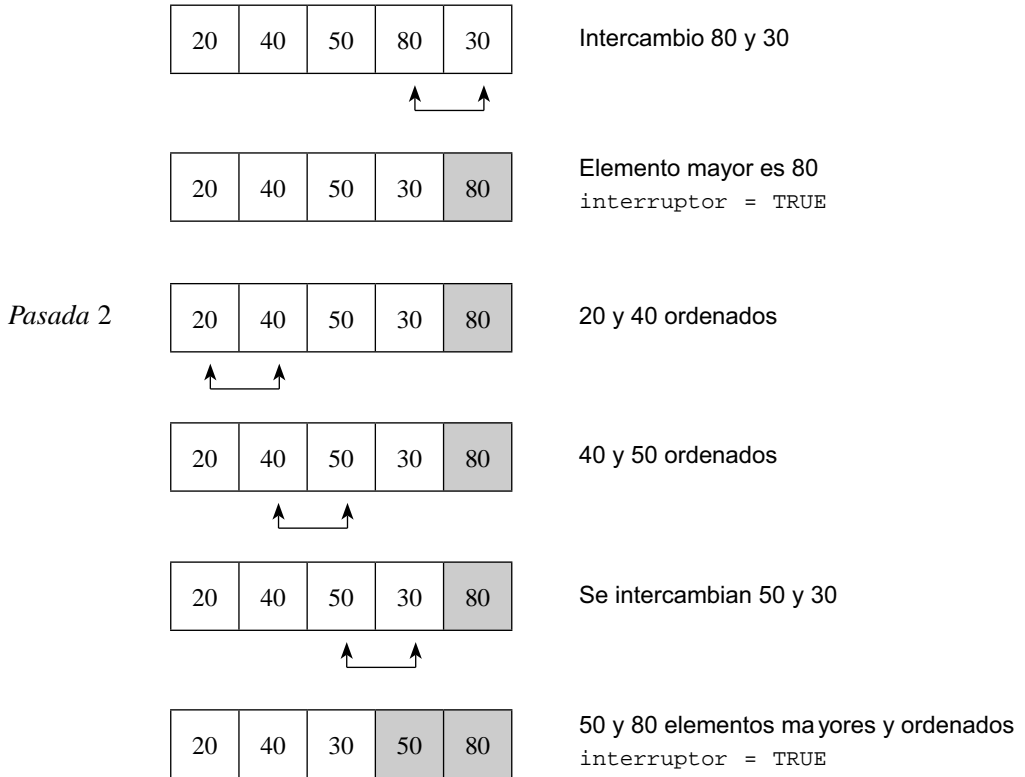 20 40 50 80 30 Intercambio 80 y 30
20 40 50 30 80 Elemento mayor es 80
interruptor = TRUE
Pasada 2 20 40 50 30 80 20 y 40 ordenados
20 40 50 30 80 40 y 50 ordenados
20 40 50 30 80 Se intercambian 50 y 30
20 40 30 50 80 50 y 80 elementos mayores y ordenados
interruptor = TRUE